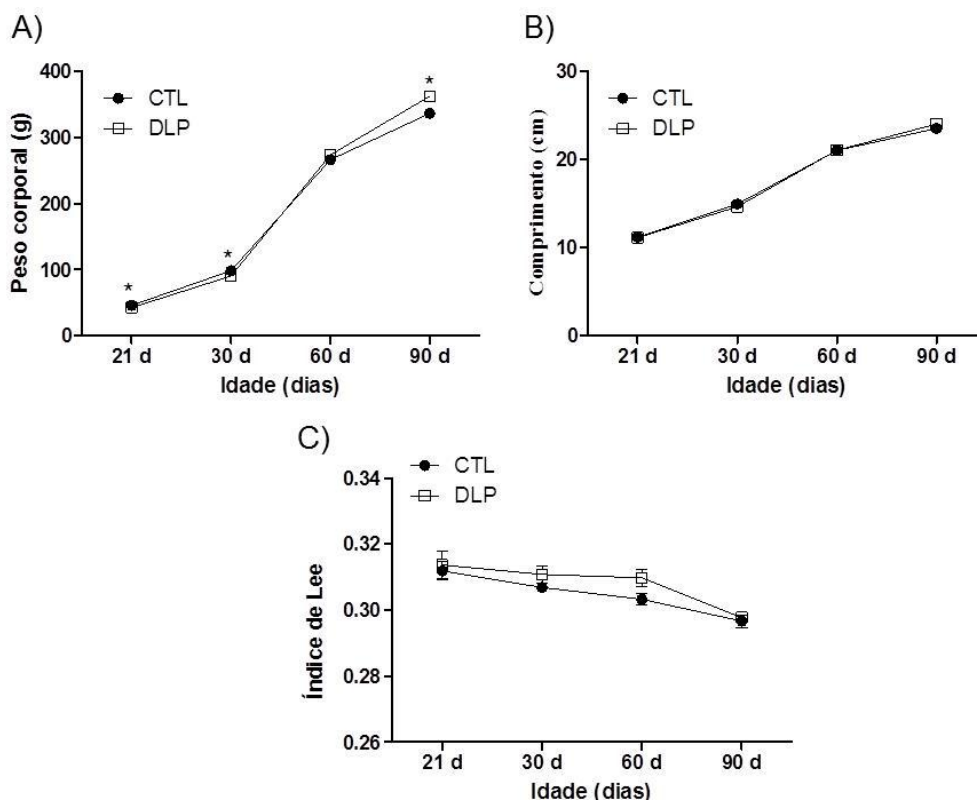 A)
400
300
200
100
0
Peso corporal (g)
CTL
DLP
*
*
*
21 d 30 d 60 d 90 d
Idade (dias)
B)
30
20
10
0
Comprimento (cm)
CTL
DLP
21 d 30 d 60 d 90 d
Idade (dias)
C)
0.34
0.32
0.30
0.28
0.26
Índice de Lee
CTL
DLP
21 d 30 d 60 d 90 d
Idade (dias)